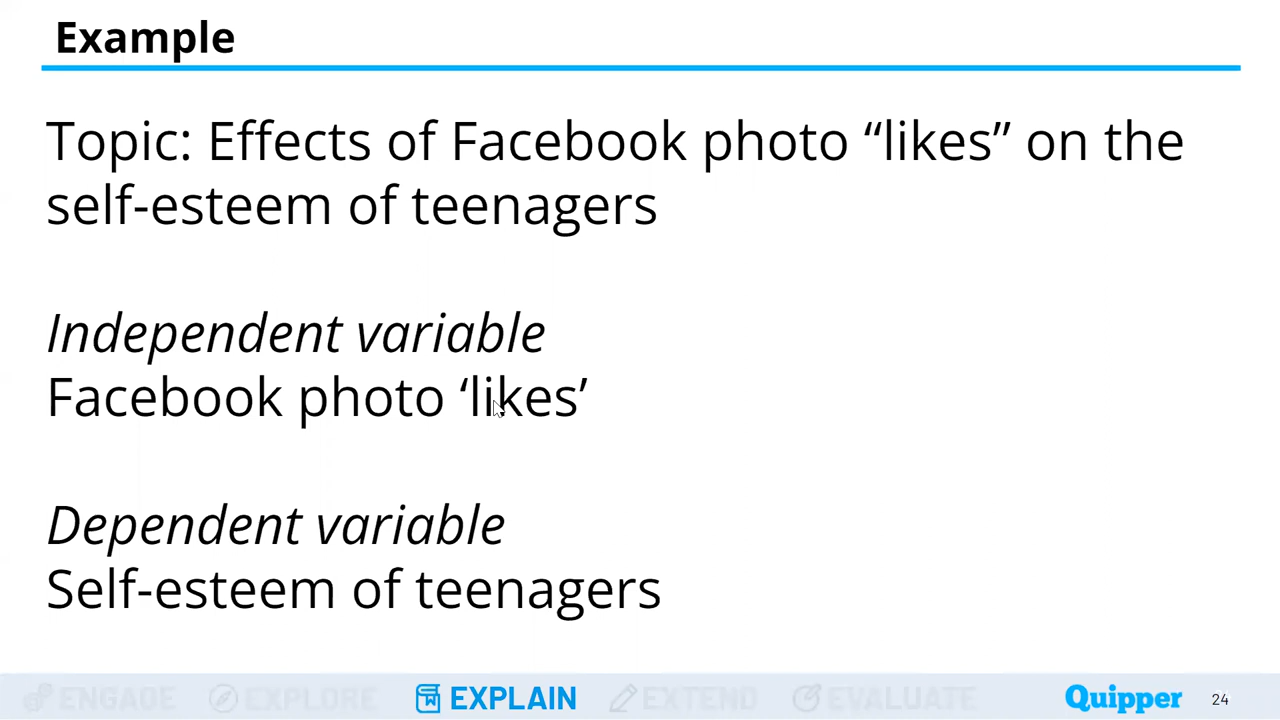 Example
Topic: Effects of Facebook photo “likes” on the
self-esteem of teenagers
Independent variable
Facebook photo ‘likes’
Dependent variable
Self-esteem of teenagers
ENGAGE EXPLORE EXPLAIN EXTEND EVALUATE Quipper 24